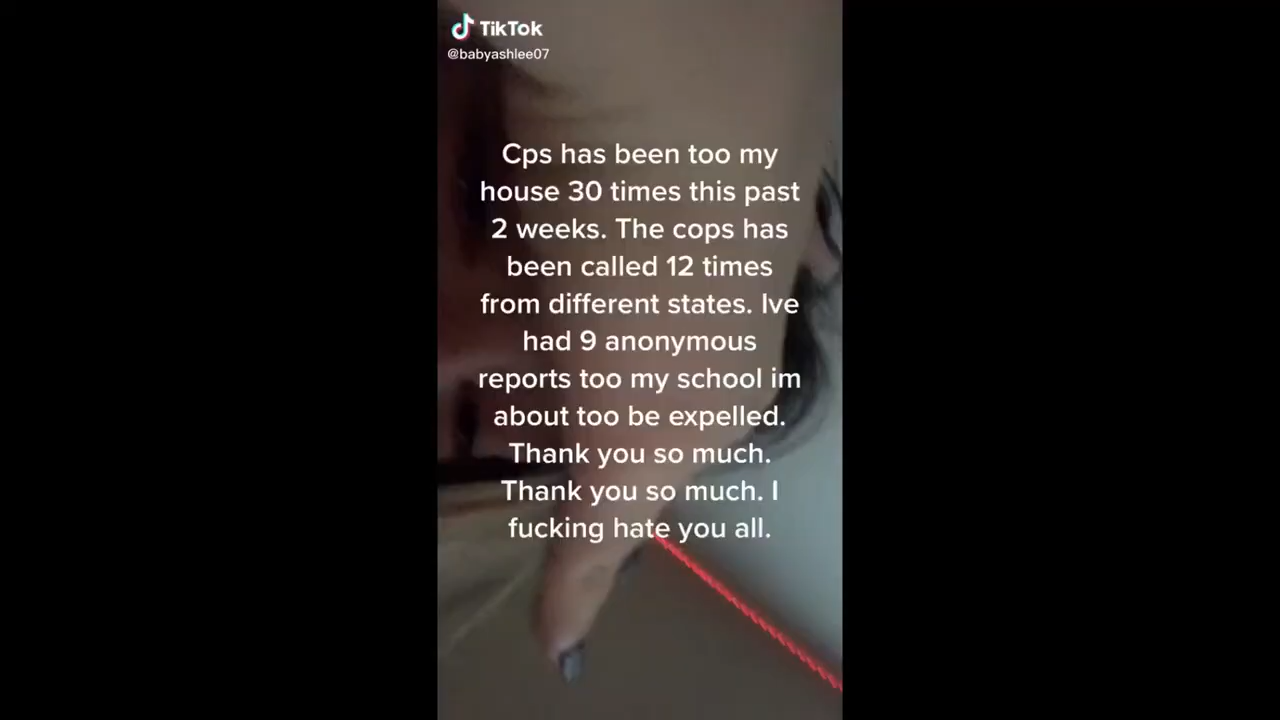 TikTok
@babyashlee07
Cps has been too my
house 30 times this past
2 weeks. The cops has
been called 12 times
from different states. Ive
had 9 anonymous
reports too my school im
about too be expelled.
Thank you so much.
Thank you so much. I
fucking hate you all.